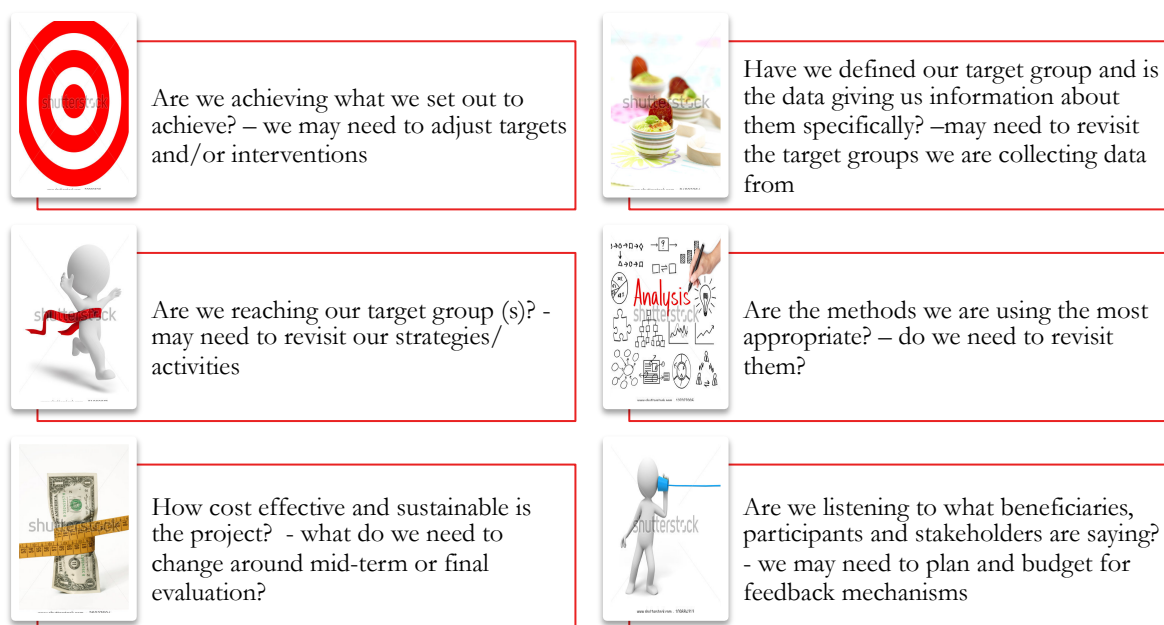 Are we achieving what we set out to
achieve? – we may need to adjust targets
and/or interventions
Have we defined our target group and is
the data giving us information about
them specifically? –may need to revisit
the target groups we are collecting data
from
Are we reaching our target group (s)? -
may need to revisit our strategies/
activities
Analysis
Are the methods we are using the most
appropriate? – do we need to revisit
them?
How cost effective and sustainable is
the project?  - what do we need to
change around mid-term or final
evaluation?
Are we listening to what beneficiaries,
participants and stakeholders are saying?
- we may need to plan and budget for
feedback mechanisms
shutterstock
shutterstock
shutterstock
shutterstock
shutterstock
shutterstock